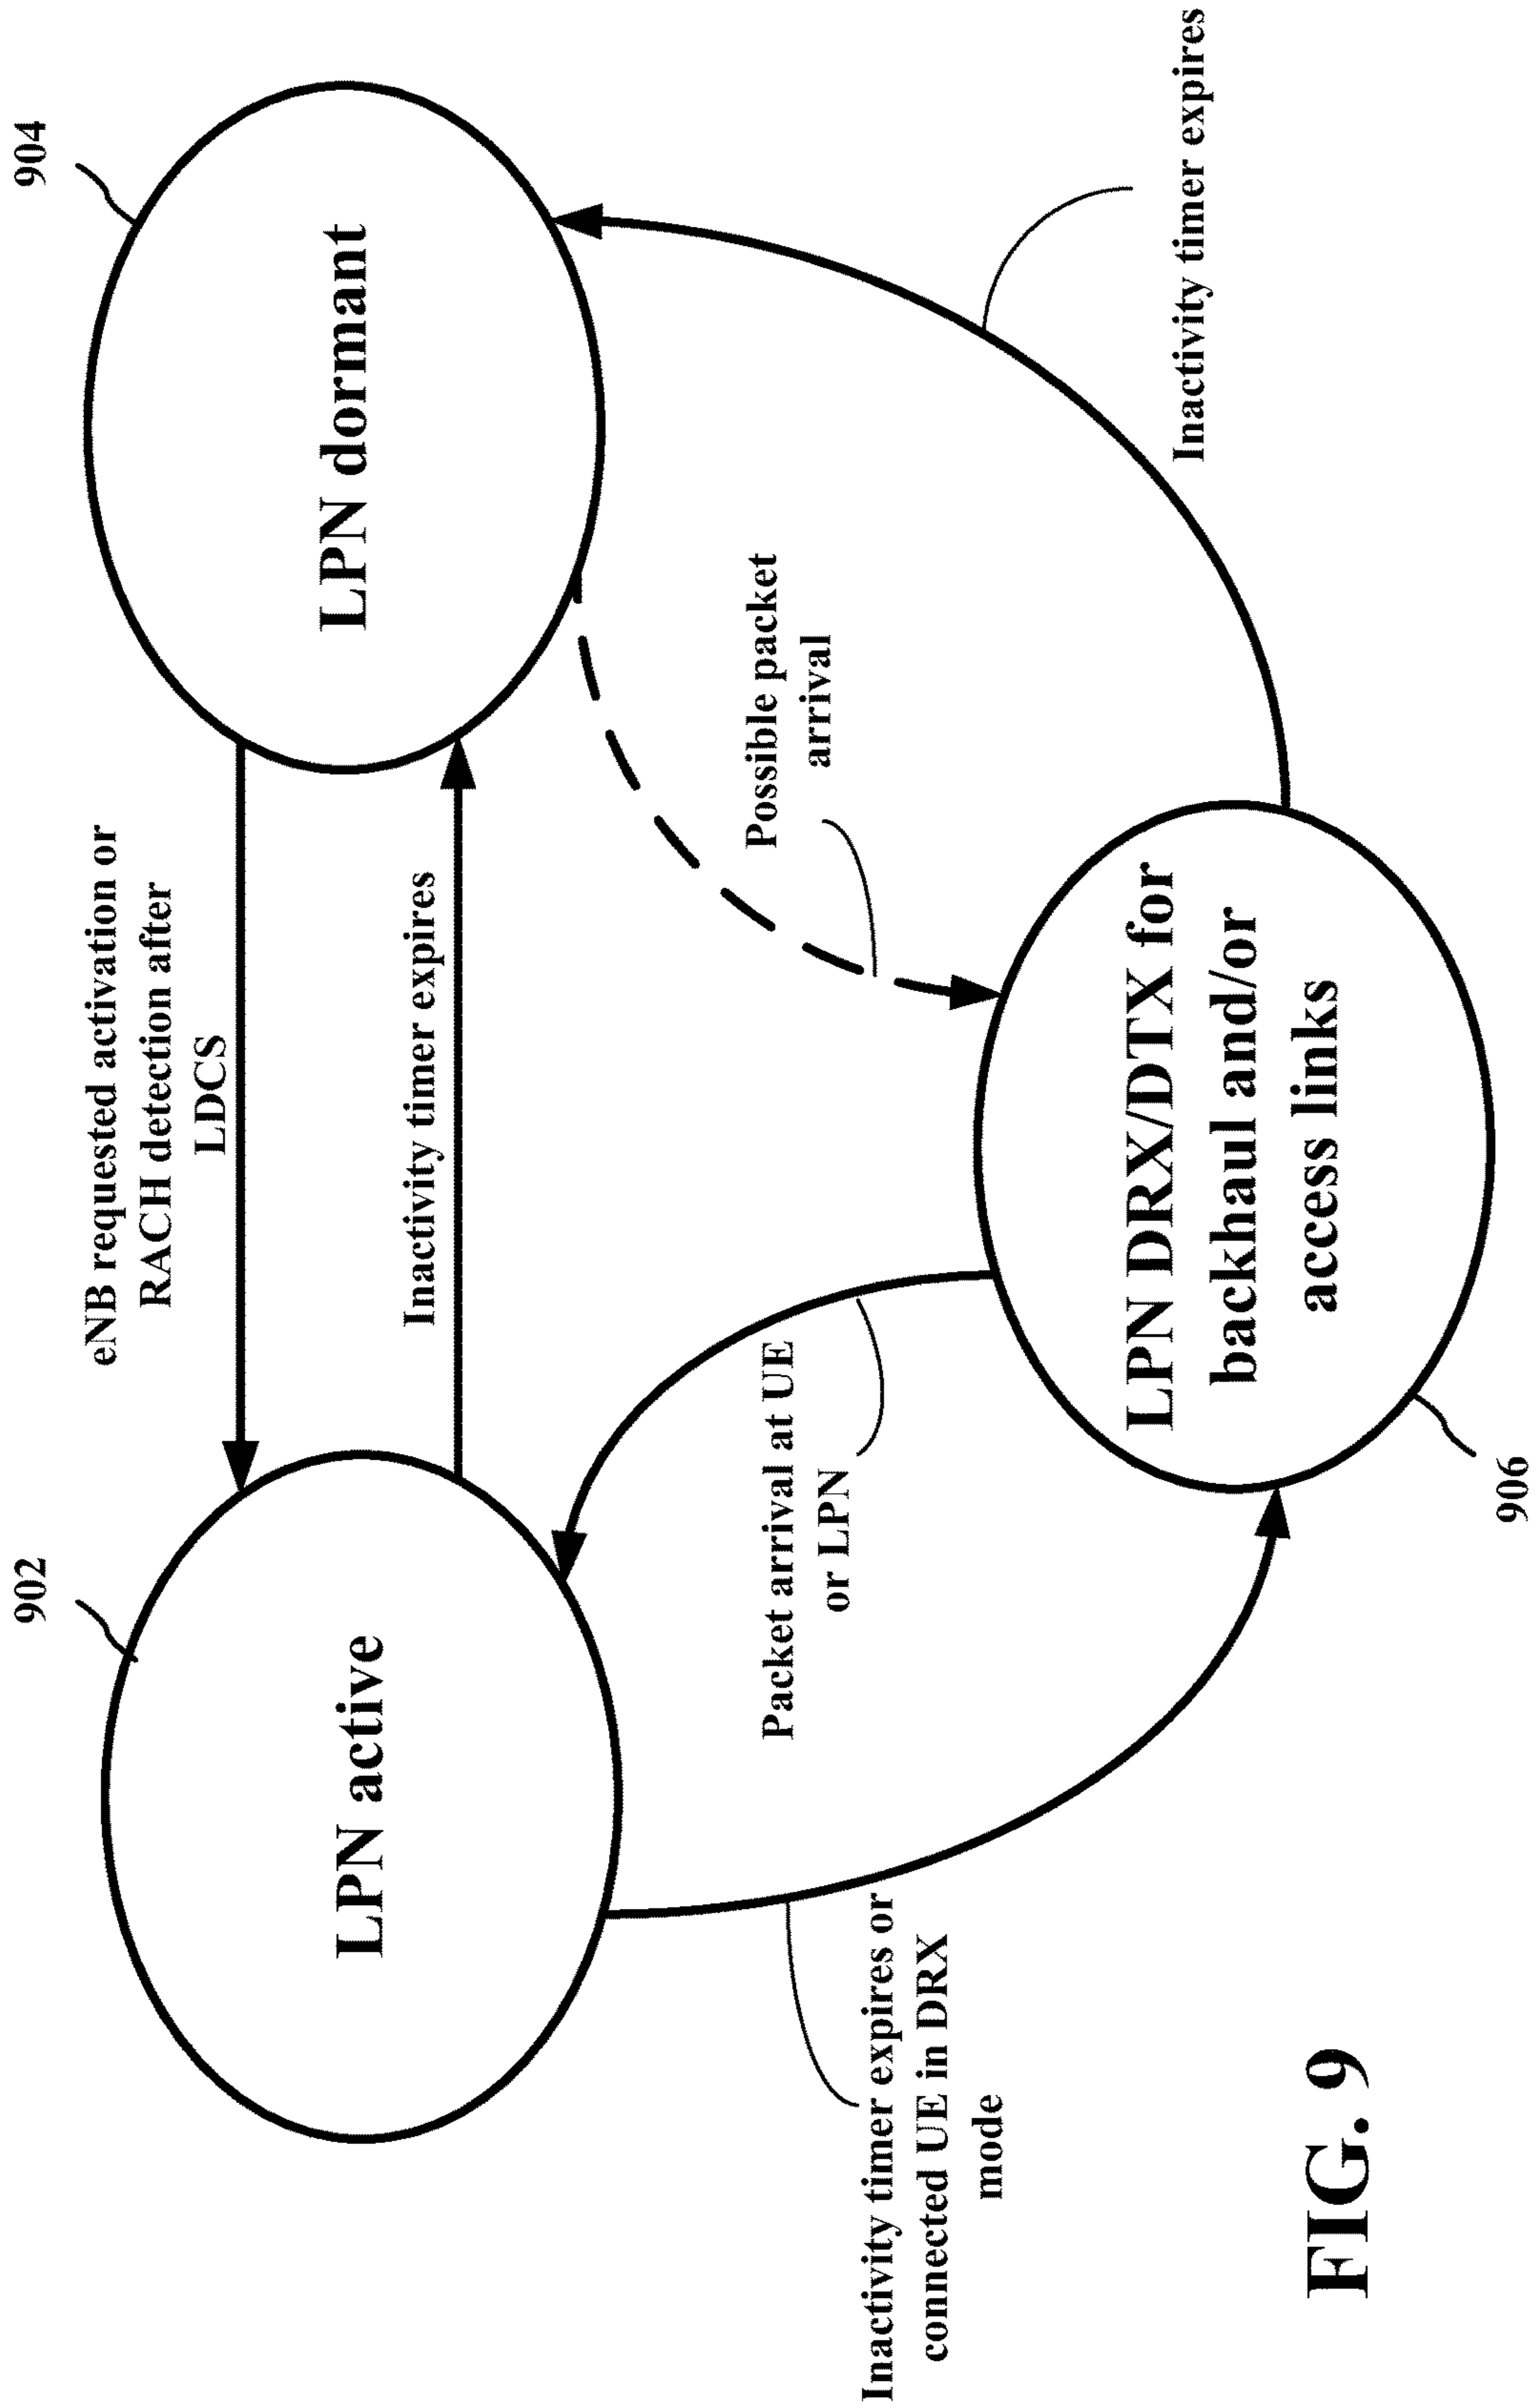 902
904
LPN active
LPN dormant
eNB requested activation or
RACH detection after
LDCS
Inactivity timer expires
Packet arrival at UE
or LPN
Possible packet
arrival
Inactivity timer expires or
connected UE in DRX
mode
LPN DRX/DTX for
backhaul and/or
access links
Inactivity timer expires
906
FIG. 9